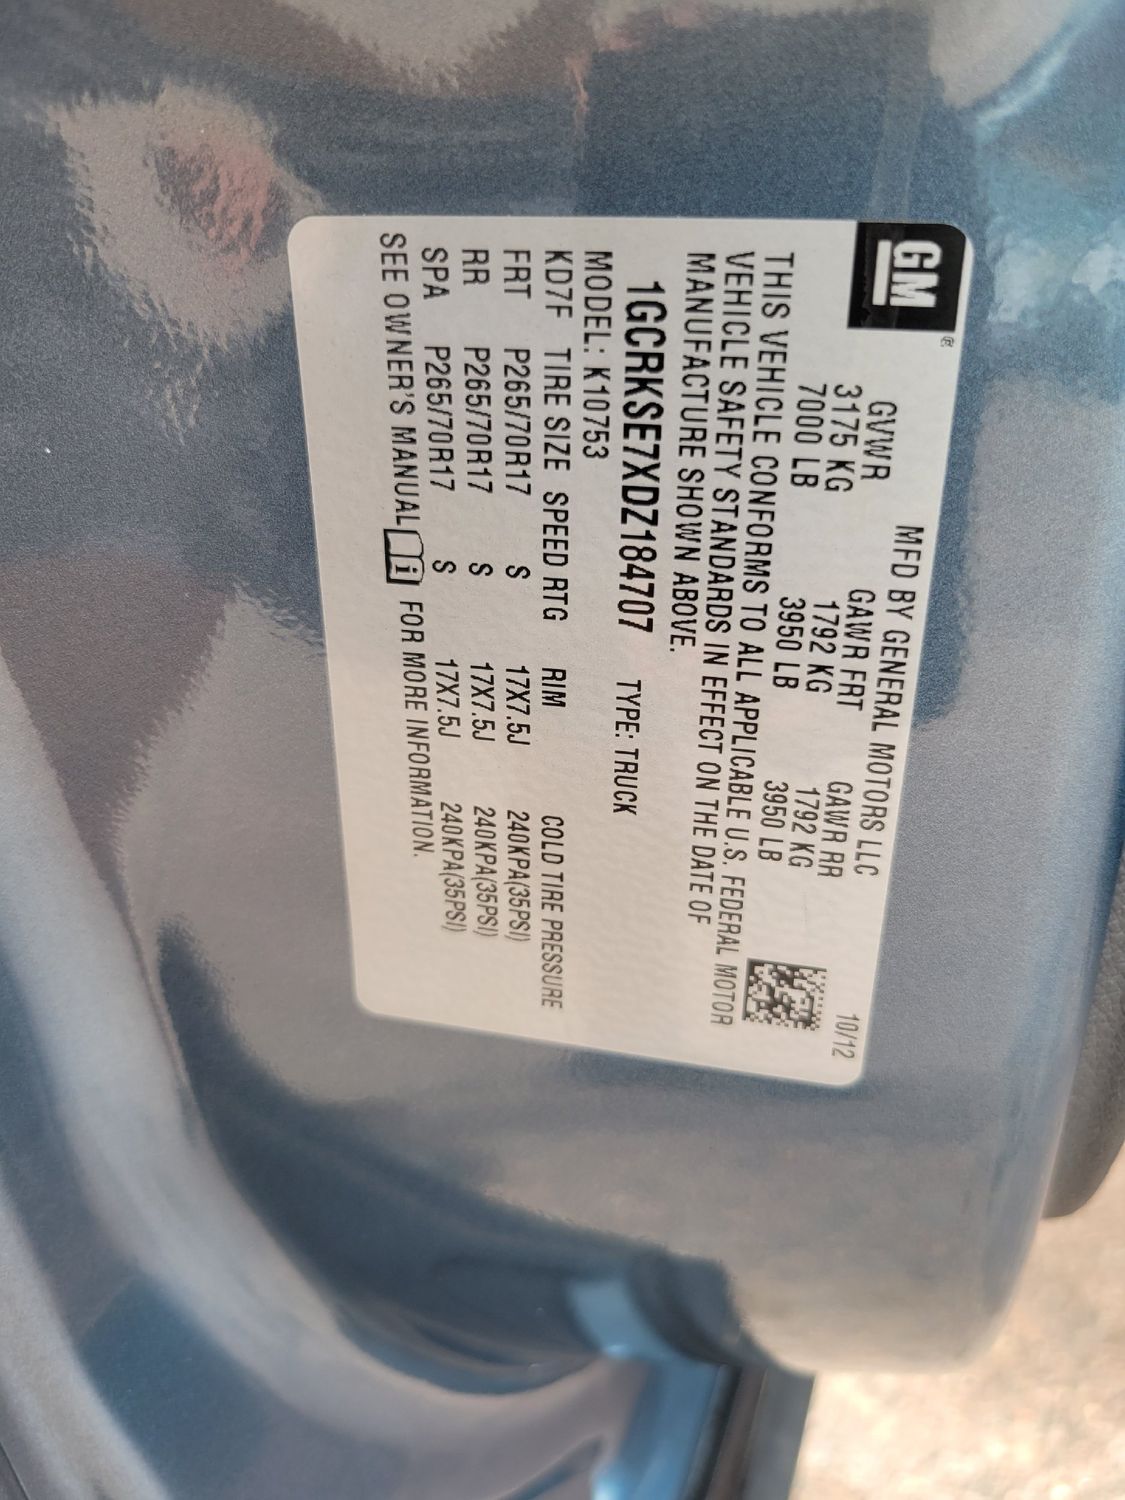 GM ®
MFD BY GENERAL MOTORS LLC 10/12
GVWR GAWR FRT GAWR RR
3175 KG 1792 KG 1792 KG
7000 LB 3950 LB 3950 LB
THIS VEHICLE CONFORMS TO ALL APPLICABLE U.S. FEDERAL MOTOR
VEHICLE SAFETY STANDARDS IN EFFECT ON THE DATE OF
MANUFACTURE SHOWN ABOVE.
1GCRKSE7XDZ184707 TYPE: TRUCK
MODEL: K10753
KD7F TIRE SIZE SPEED RTG RIM COLD TIRE PRESSURE
FRT P265/70R17 S 17X7.5J 240KPA(35PSI)
RR P265/70R17 S 17X7.5J 240KPA(35PSI)
SPA P265/70R17 S 17X7.5J 240KPA(35PSI)
SEE OWNER'S MANUAL i FOR MORE INFORMATION.